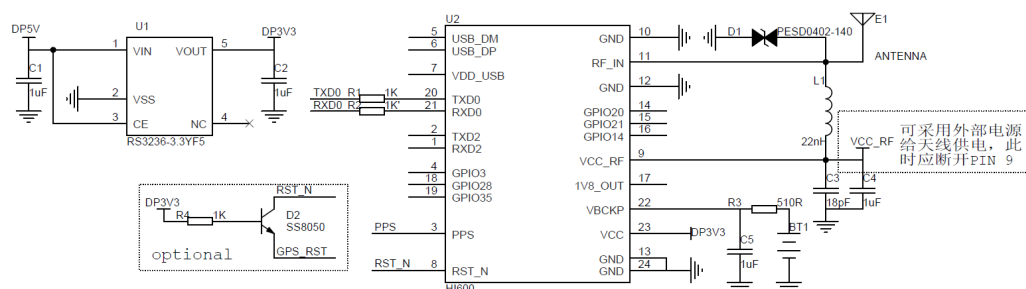 U1
DP5V
DP3V3
1 VIN VOUT 5
C1
1uF
C2
1uF
2 VSS
3 CE NC 4
RS3236-3.3YF5
DP3V3
R4 1K
RST_N
D2
SS8050
GPS_RST
optional
U2
5 USB_DM
6 USB_DP
7 VDD_USB
TXD0 R1 1K 20 TXD0
RXD0 R2 1K' 21 RXD0
2 TXD2
1 RXD2
4 GPIO3
18 GPIO28
19 GPIO35
PPS 3 PPS
RST_N 8 RST_N
HI600
GND 10
RF_IN 11
GND 12
GPIO20 14
GPIO21 15
GPIO14 16
VCC_RF 9
1V8_OUT 17
VBCKP 22
VCC 23 DP3V3
GND 13
GND 24
D1 PESD0402-140
E1
ANTENNA
L1
22nH
VCC_RF
可采用外部电源
给天线供电，此
时应断开PIN 9
C3
18pF
C4
1uF
R3 510R
C5
1uF
BT1